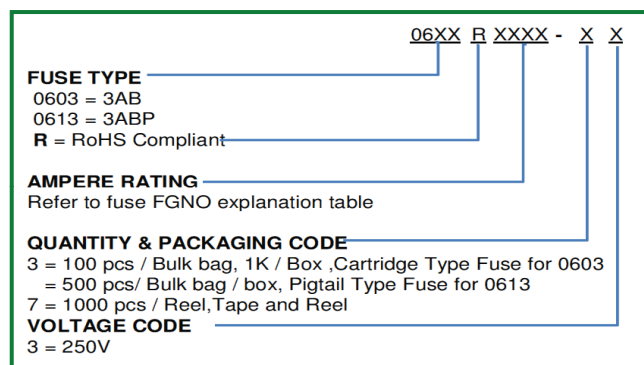 06XX R XXXX - X X
FUSE TYPE
0603 = 3AB
0613 = 3ABP
R = RoHS Compliant
AMPERE RATING
Refer to fuse FGNO explanation table
QUANTITY & PACKAGING CODE
3 = 100 pcs / Bulk bag, 1K / Box ,Cartridge Type Fuse for 0603
= 500 pcs/ Bulk bag / box, Pigtail Type Fuse for 0613
7 = 1000 pcs / Reel,Tape and Reel
VOLTAGE CODE
3 = 250V